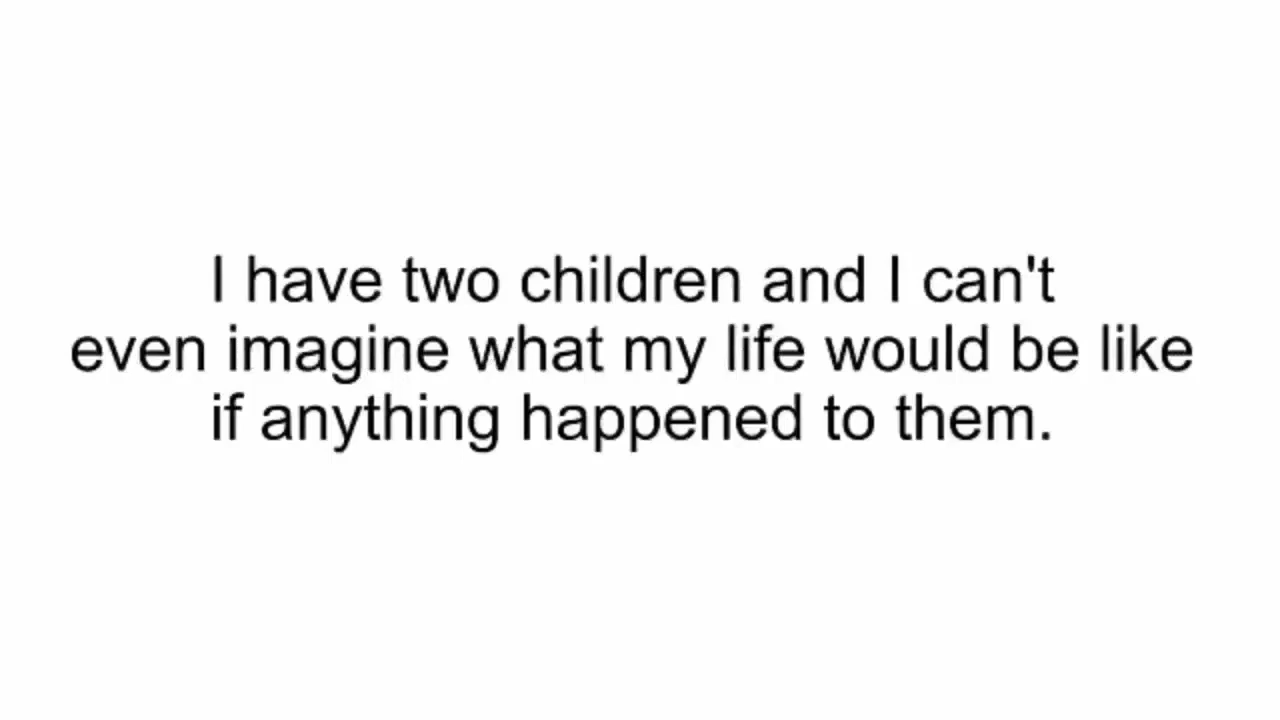 I have two children and I can't
even imagine what my life would be like
if anything happened to them.